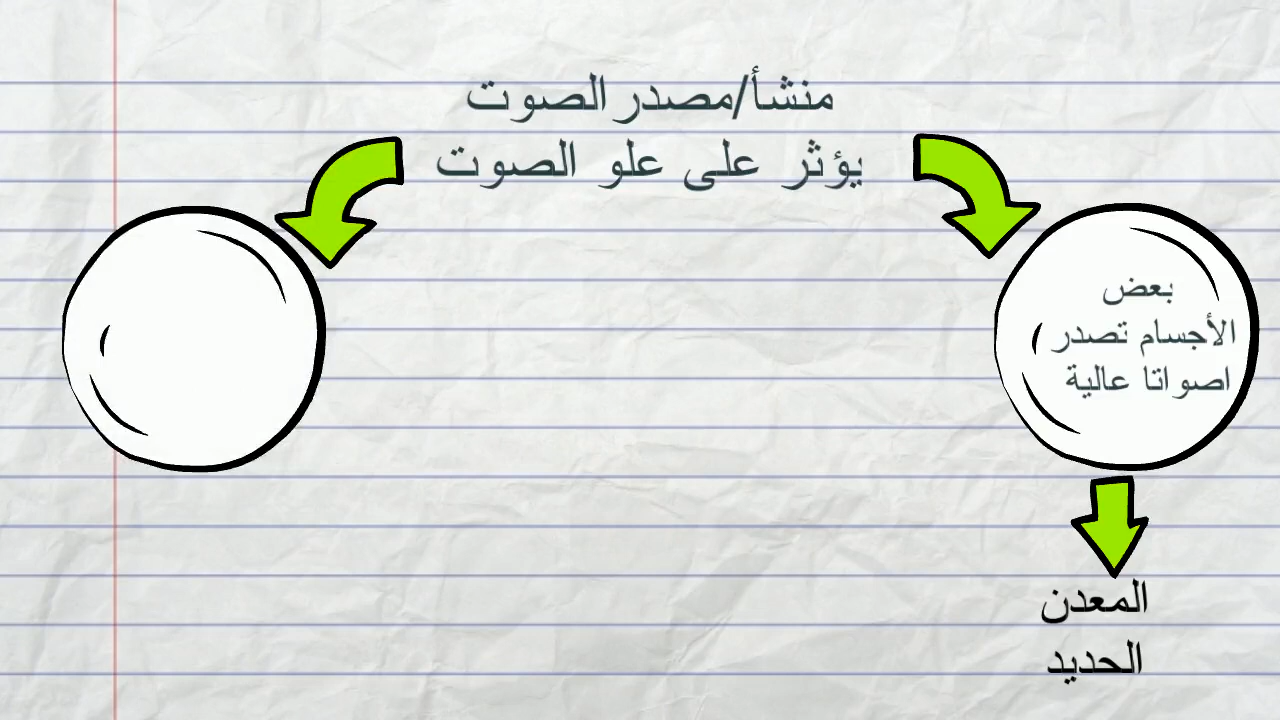 منشأ/مصدر الصوت
يؤثر على علو الصوت
بعض
الأجسام تصدر
اصواتا عالية
المعدن
الحديد